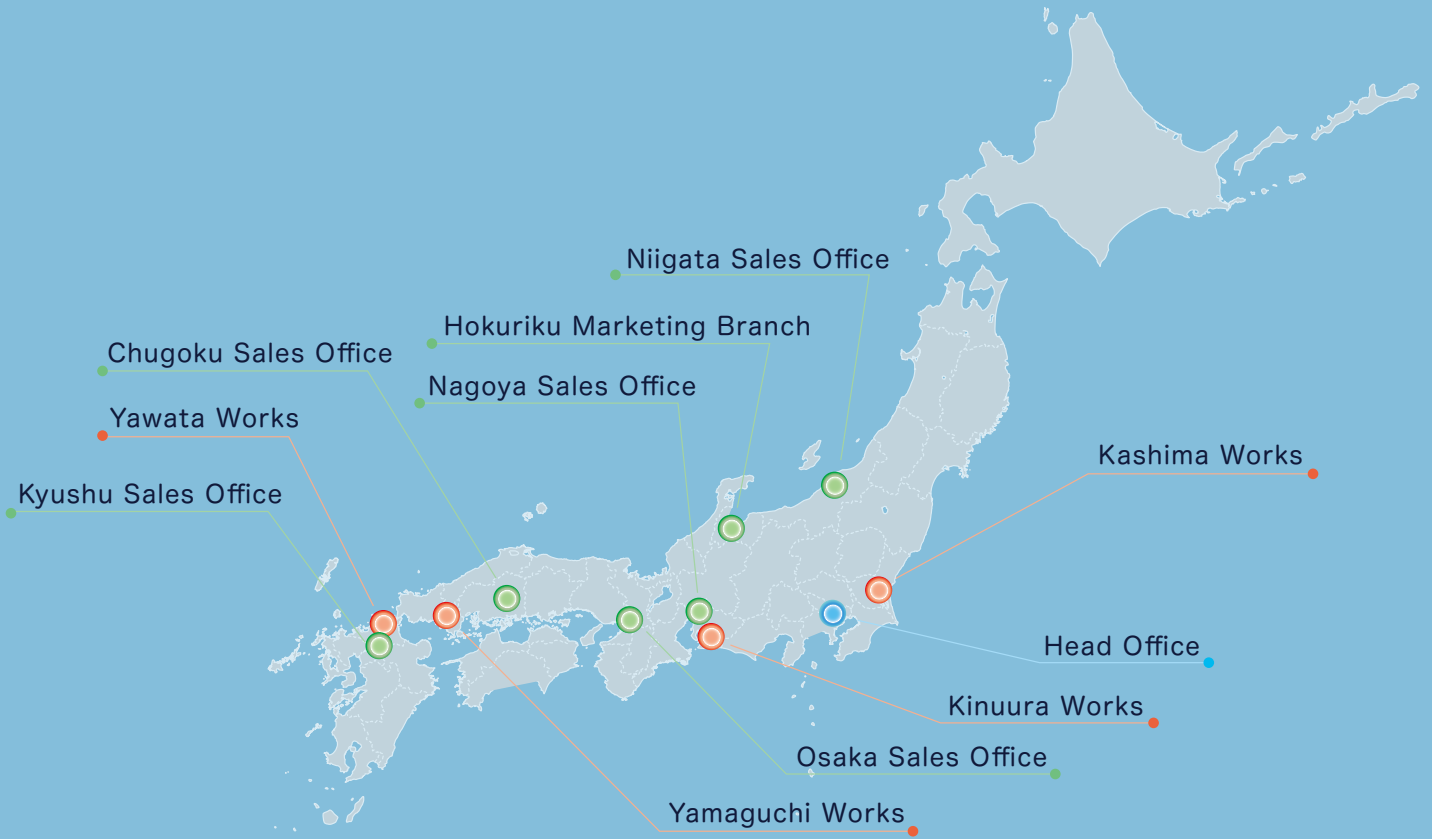 Niigata Sales Office
Hokuriku Marketing Branch
Chugoku Sales Office
Nagoya Sales Office
Yawata Works
Kashima Works
Kyushu Sales Office
Head Office
Kinuura Works
Osaka Sales Office
Yamaguchi Works